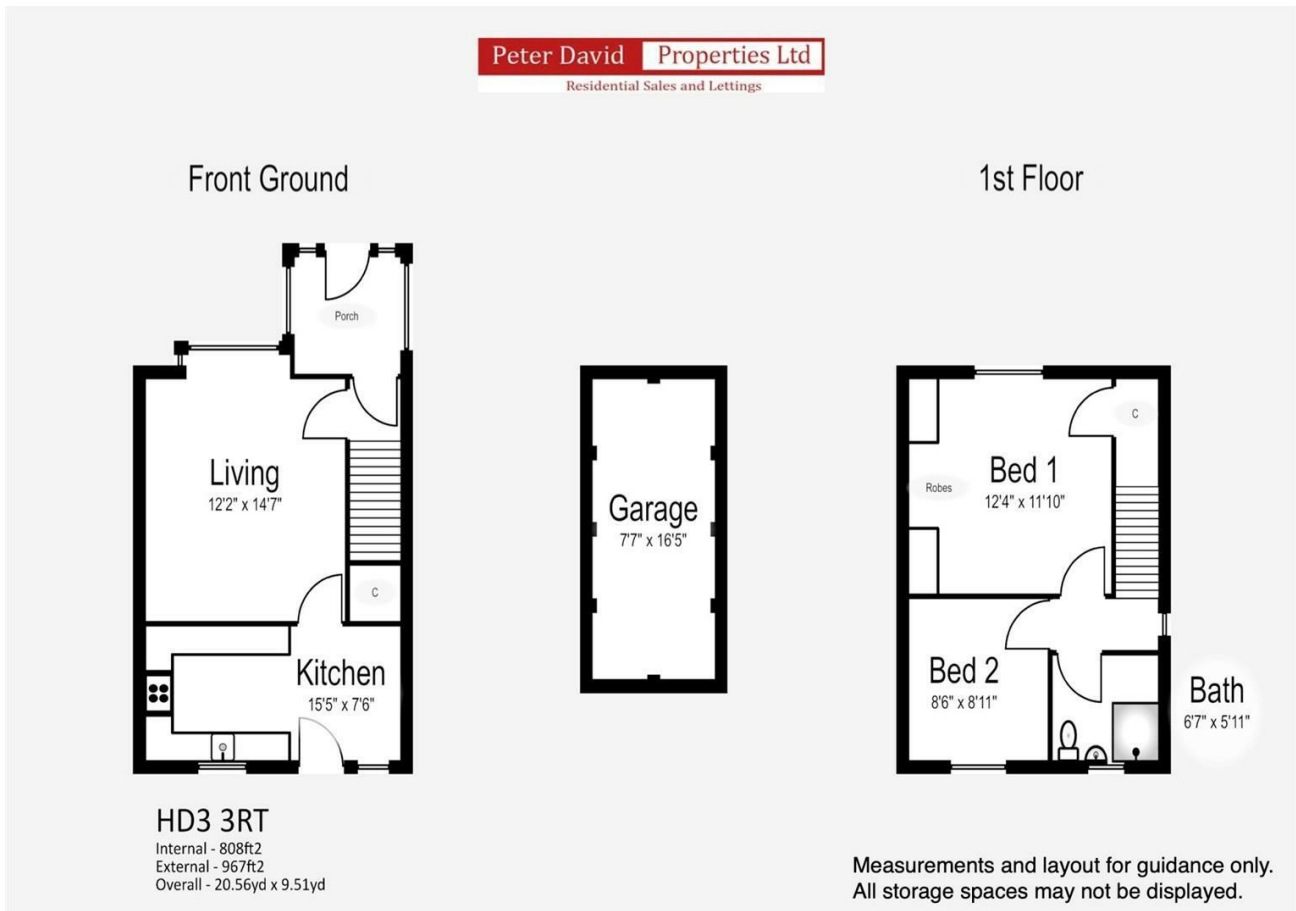 Peter David Properties Ltd
Residential Sales and Lettings
Front Ground
1st Floor
Porch
Living
12'2" x 14'7"
C
Kitchen
15'5" x 7'6"
Garage
7'7" x 16'5"
C
Robes
Bed 1
12'4" x 11'10"
Bed 2
8'6" x 8'11"
Bath
6'7" x 5'11"
HD3 3RT
Internal - 808ft2
External - 967ft2
Overall - 20.56yd x 9.51yd
Measurements and layout for guidance only.
All storage spaces may not be displayed.